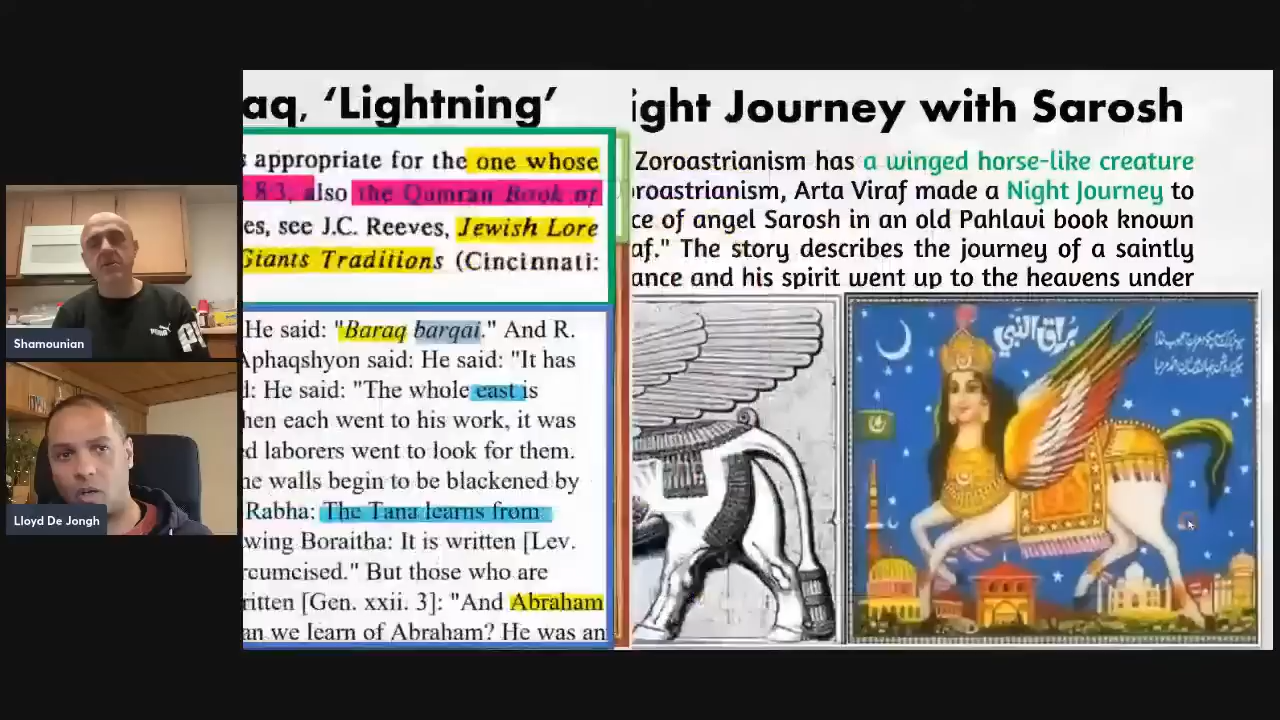 aq, ‘Lightning’
s appropriate for the one whose
8:3, also the Qumran Book of
es, see J.C. Reeves, Jewish Lore
Giants Traditions (Cincinnati:
He said: "Baraq barqai." And R.
Aphaqshyon said: He said: "It has
d: He said: "The whole east is
hen each went to his work, it was
ed laborers went to look for them.
he walls begin to be blackened by
Rabha: The Tana learns from
wing Boraitha: It is written [Lev.
rcumcised." But those who are
ritten [Gen. xxii. 3]: "And Abraham
an we learn of Abraham? He was an
ight Journey with Sarosh
Zoroastrianism has a winged horse-like creature
oroastrianism, Arta Viraf made a Night Journey to
ce of angel Sarosh in an old Pahlavi book known
af." The story describes the journey of a saintly
ance and his spirit went up to the heavens under
براق النبي
Shamounian
PUMA
Lloyd De Jongh